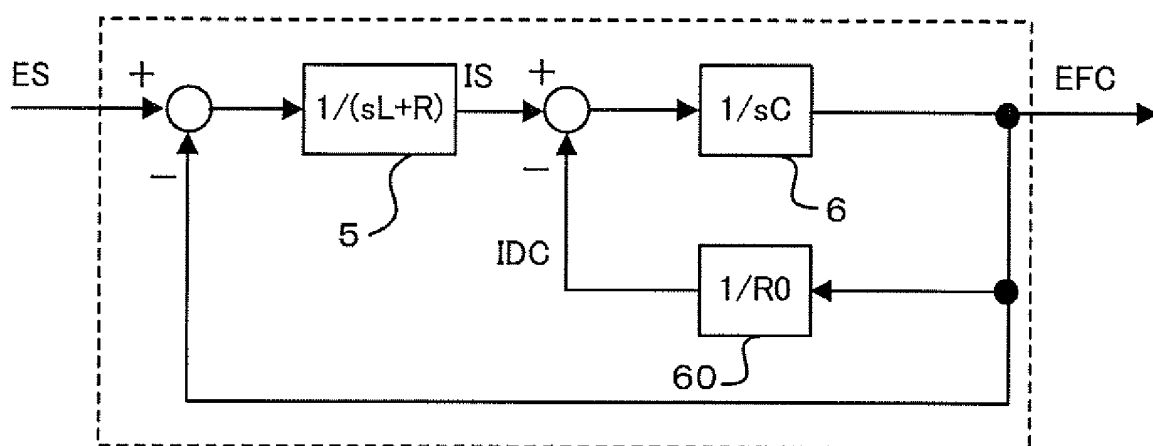 ES
+
−
1/(sL+R)
5
IS
+
−
IDC
1/sC
6
1/R0
60
EFC